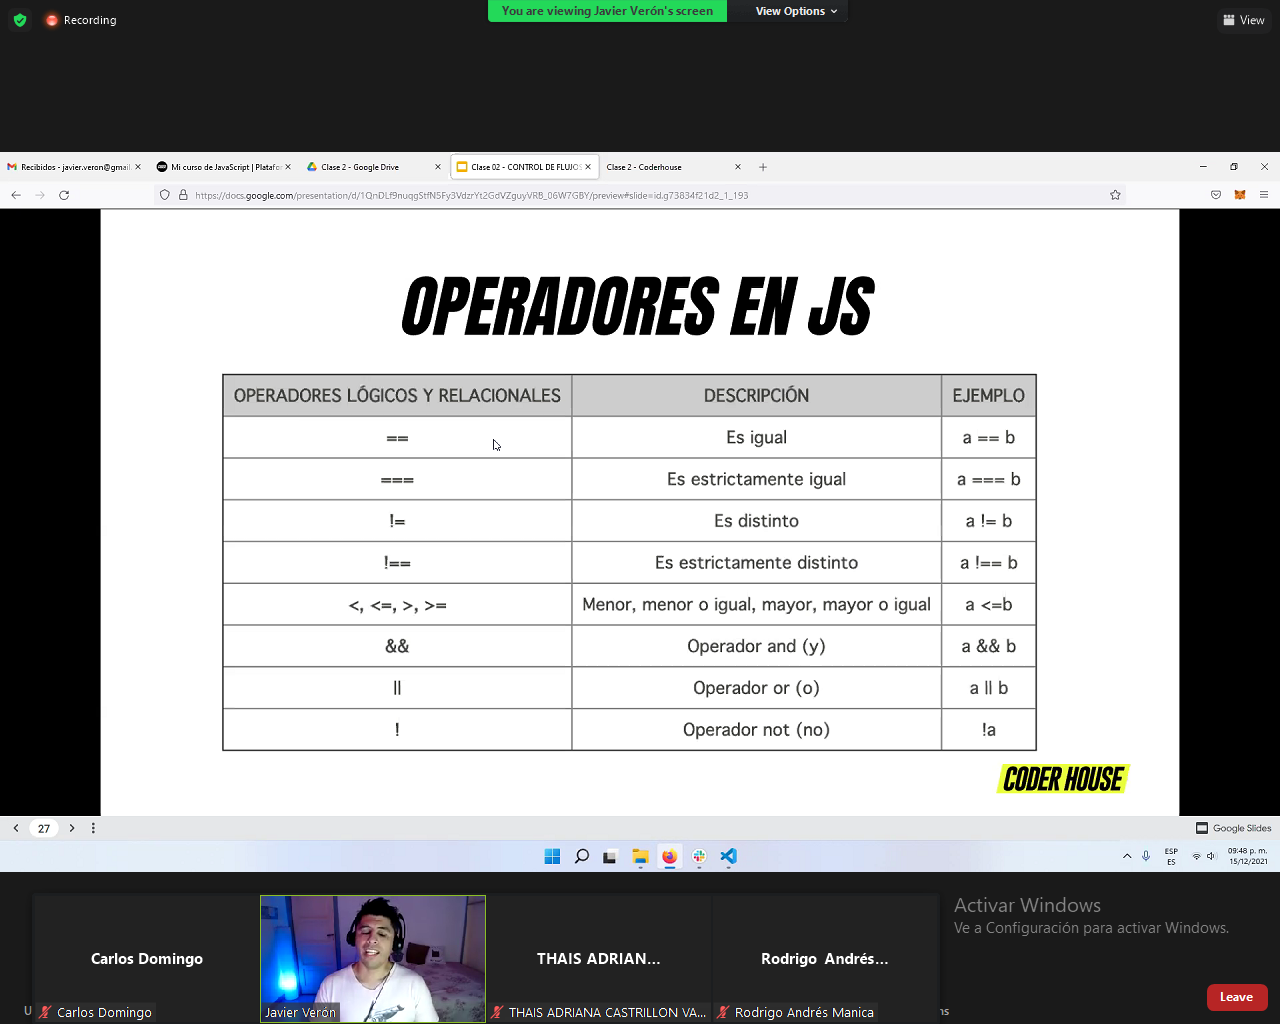 Recording
You are viewing Javier Verón's screen
View Options
View
Recibidos - javier.veron@gmail.
Mi curso de JavaScript | Platafor
Clase 2 - Google Drive
Clase 02 - CONTROL DE FLUJOS
Clase 2 - Coderhouse
https://docs.google.com/presentation/d/1QnDLf9nuqgStfN5Fy3VdzrYt2GdVZguyVRB_06W7GBY/preview#slide=id.g73834f21d2_1_193
OPERADORES EN JS
OPERADORES LÓGICOS Y RELACIONALES DESCRIPCIÓN EJEMPLO
== Es igual a == b
=== Es estrictamente igual a === b
!= Es distinto a != b
!== Es estrictamente distinto a !== b
<, <=, >, >= Menor, menor o igual, mayor, mayor o igual a <=b
&& Operador and (y) a && b
|| Operador or (o) a || b
! Operador not (no) !a
CODER HOUSE
27
Google Slides
ESP
ES
09:48 p. m.
15/12/2021
Activar Windows
Ve a Configuración para activar Windows.
Carlos Domingo
THAIS ADRIAN...
Rodrigo Andrés...
Carlos Domingo
Javier Verón
THAIS ADRIANA CASTRILLON VA...
Rodrigo Andrés Manica
Leave